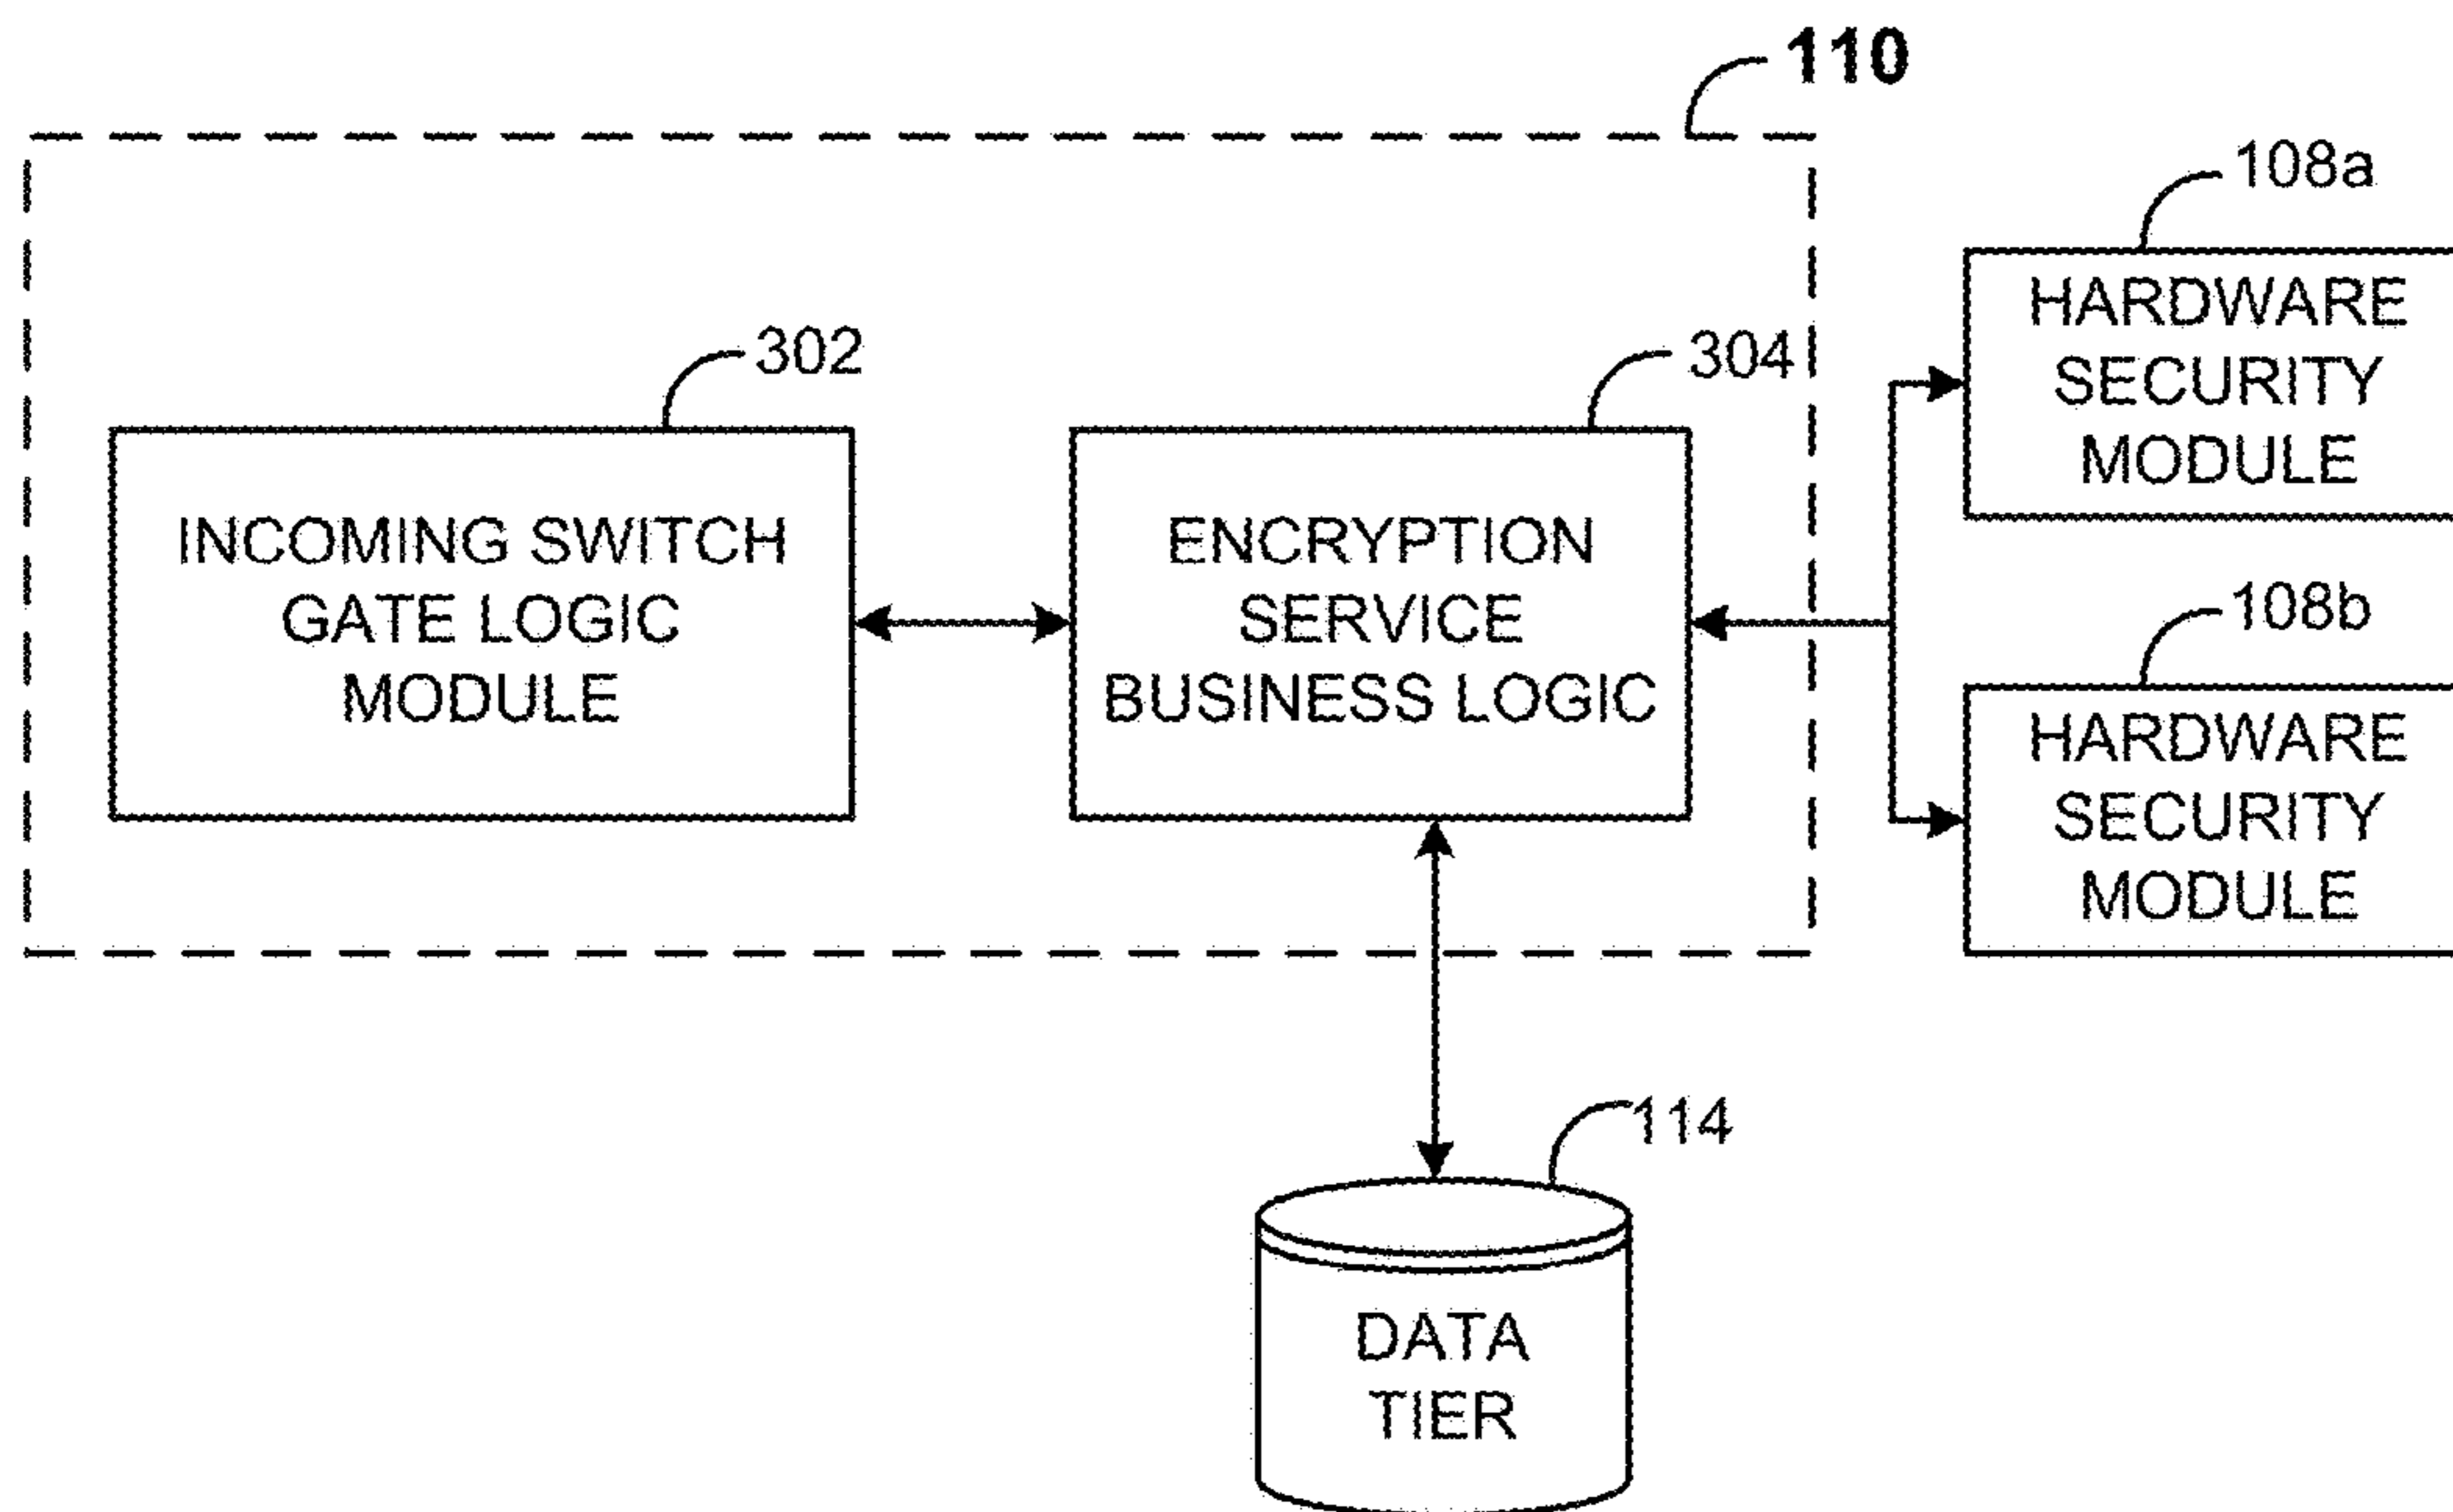 110
108a
HARDWARE
SECURITY
MODULE
302
304
INCOMING SWITCH
GATE LOGIC
MODULE
ENCRYPTION
SERVICE
BUSINESS LOGIC
108b
HARDWARE
SECURITY
MODULE
114
DATA
TIER